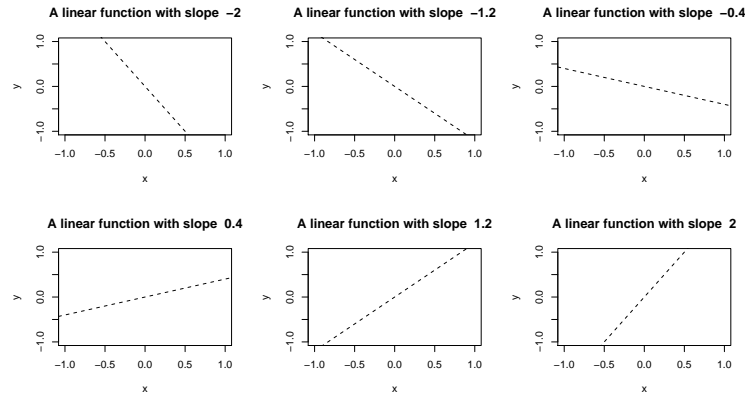 A linear function with slope −2
1.0
0.0
−1.0
y
−1.0 −0.5 0.0 0.5 1.0
x
A linear function with slope −1.2
1.0
0.0
−1.0
y
−1.0 −0.5 0.0 0.5 1.0
x
A linear function with slope −0.4
1.0
0.0
−1.0
y
−1.0 −0.5 0.0 0.5 1.0
x
A linear function with slope 0.4
1.0
0.0
−1.0
y
−1.0 −0.5 0.0 0.5 1.0
x
A linear function with slope 1.2
1.0
0.0
−1.0
y
−1.0 −0.5 0.0 0.5 1.0
x
A linear function with slope 2
1.0
0.0
−1.0
y
−1.0 −0.5 0.0 0.5 1.0
x